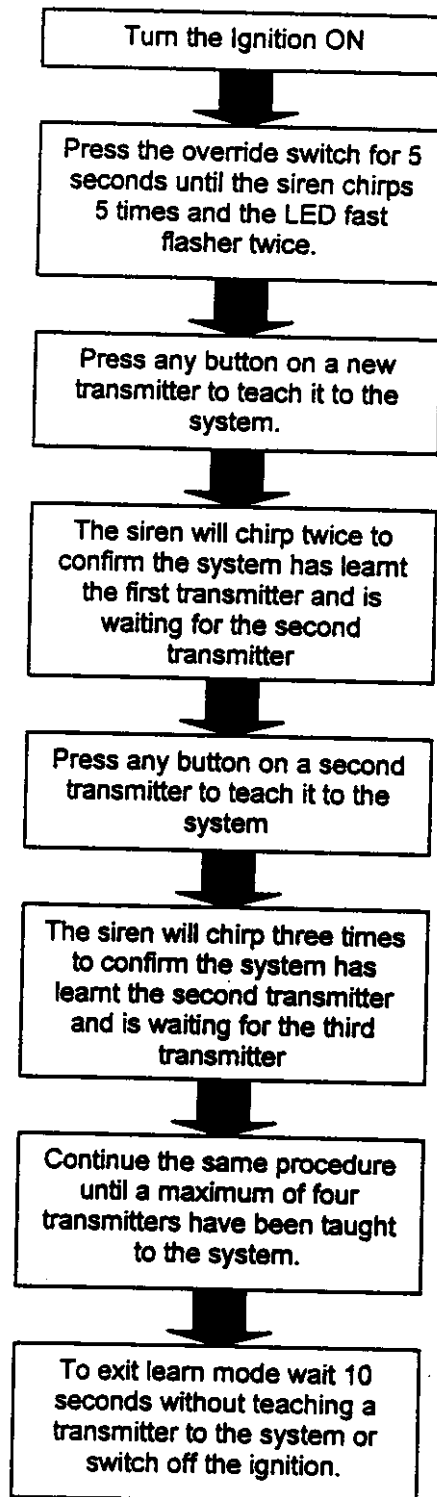 Turn the Ignition ON
Press the override switch for 5
seconds until the siren chirps
5 times and the LED fast
flasher twice.
Press any button on a new
transmitter to teach it to the
system.
The siren will chirp twice to
confirm the system has learnt
the first transmitter and is
waiting for the second
transmitter
Press any button on a second
transmitter to teach it to the
system
The siren will chirp three times
to confirm the system has
learnt the second transmitter
and is waiting for the third
transmitter
Continue the same procedure
until a maximum of four
transmitters have been taught
to the system.
To exit learn mode wait 10
seconds without teaching a
transmitter to the system or
switch off the ignition.